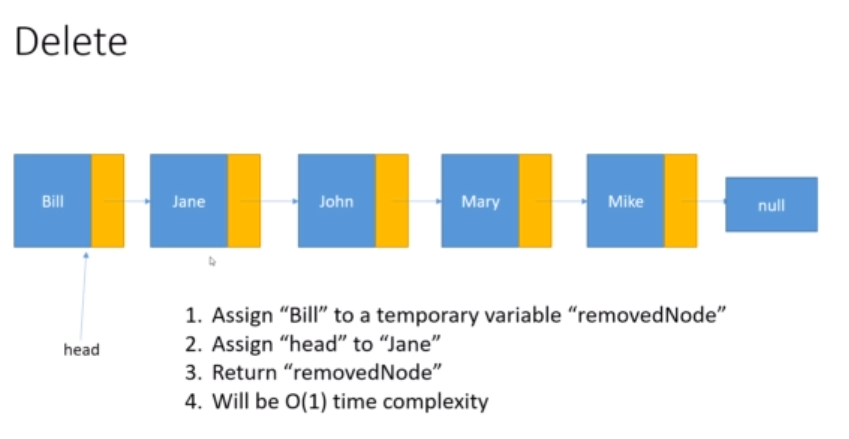 Delete
Bill Jane John Mary Mike null
head
1. Assign “Bill” to a temporary variable “removedNode”
2. Assign “head” to “Jane”
3. Return “removedNode”
4. Will be O(1) time complexity